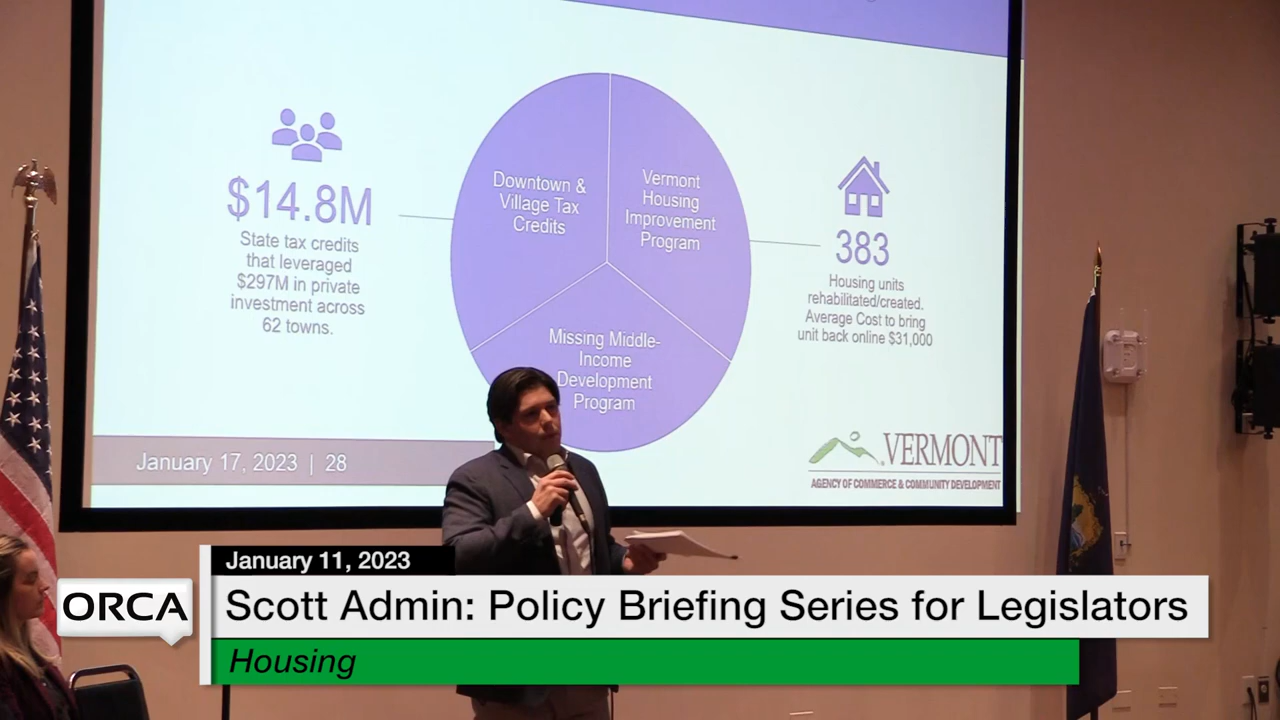 $14.8M
State tax credits
that leveraged
$297M in private
investment across
62 towns.
Downtown &
Village Tax
Credits
Vermont
Housing
Improvement
Program
Missing Middle-
Income
Development
Program
383
Housing units
rehabilitated/created.
Average Cost to bring
unit back online $31,000
January 17, 2023 | 28
VERMONT
AGENCY OF COMMERCE & COMMUNITY DEVELOPMENT
January 11, 2023
ORCA
Scott Admin: Policy Briefing Series for Legislators
Housing